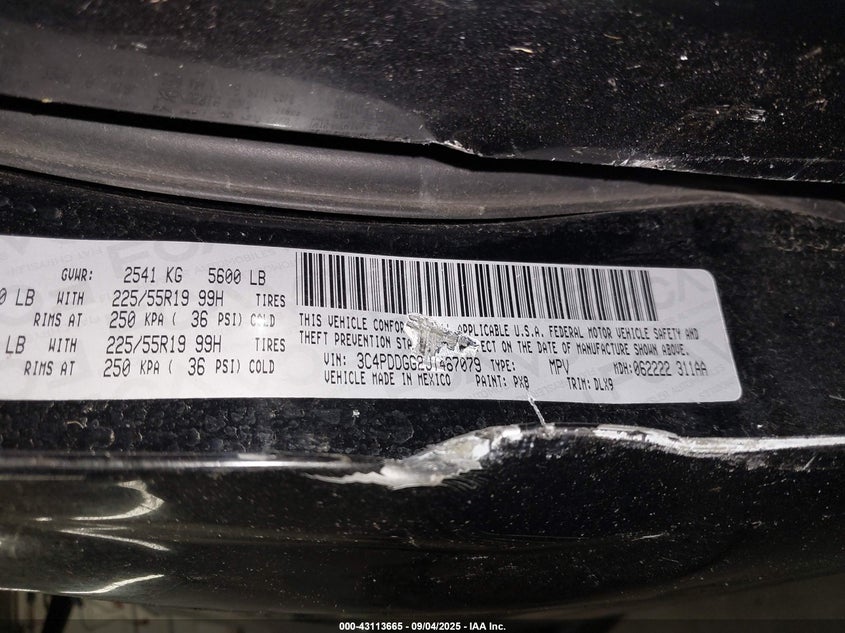 GVWR: 2541 KG 5600 LB
0 LB WITH 225/55R19 99H TIRES
RIMS AT 250 KPA ( 36 PSI) COLD
LB WITH 225/55R19 99H TIRES
RIMS AT 250 KPA ( 36 PSI) COLD
THIS VEHICLE CONFOR APPLICABLE U.S.A. FEDERAL MOTOR VEHICLE SAFETY AND
THEFT PREVENTION STA ECT ON THE DATE OF MANUFACTURE SHOWN ABOVE.
VIN: 3C4PDDGG2JT467079 TYPE: MPV MDH: 062222 311AA
VEHICLE MADE IN MEXICO PAINT: PX8 TRIM: DLX9
000-43113665 - 09/04/2025 - IAA Inc.